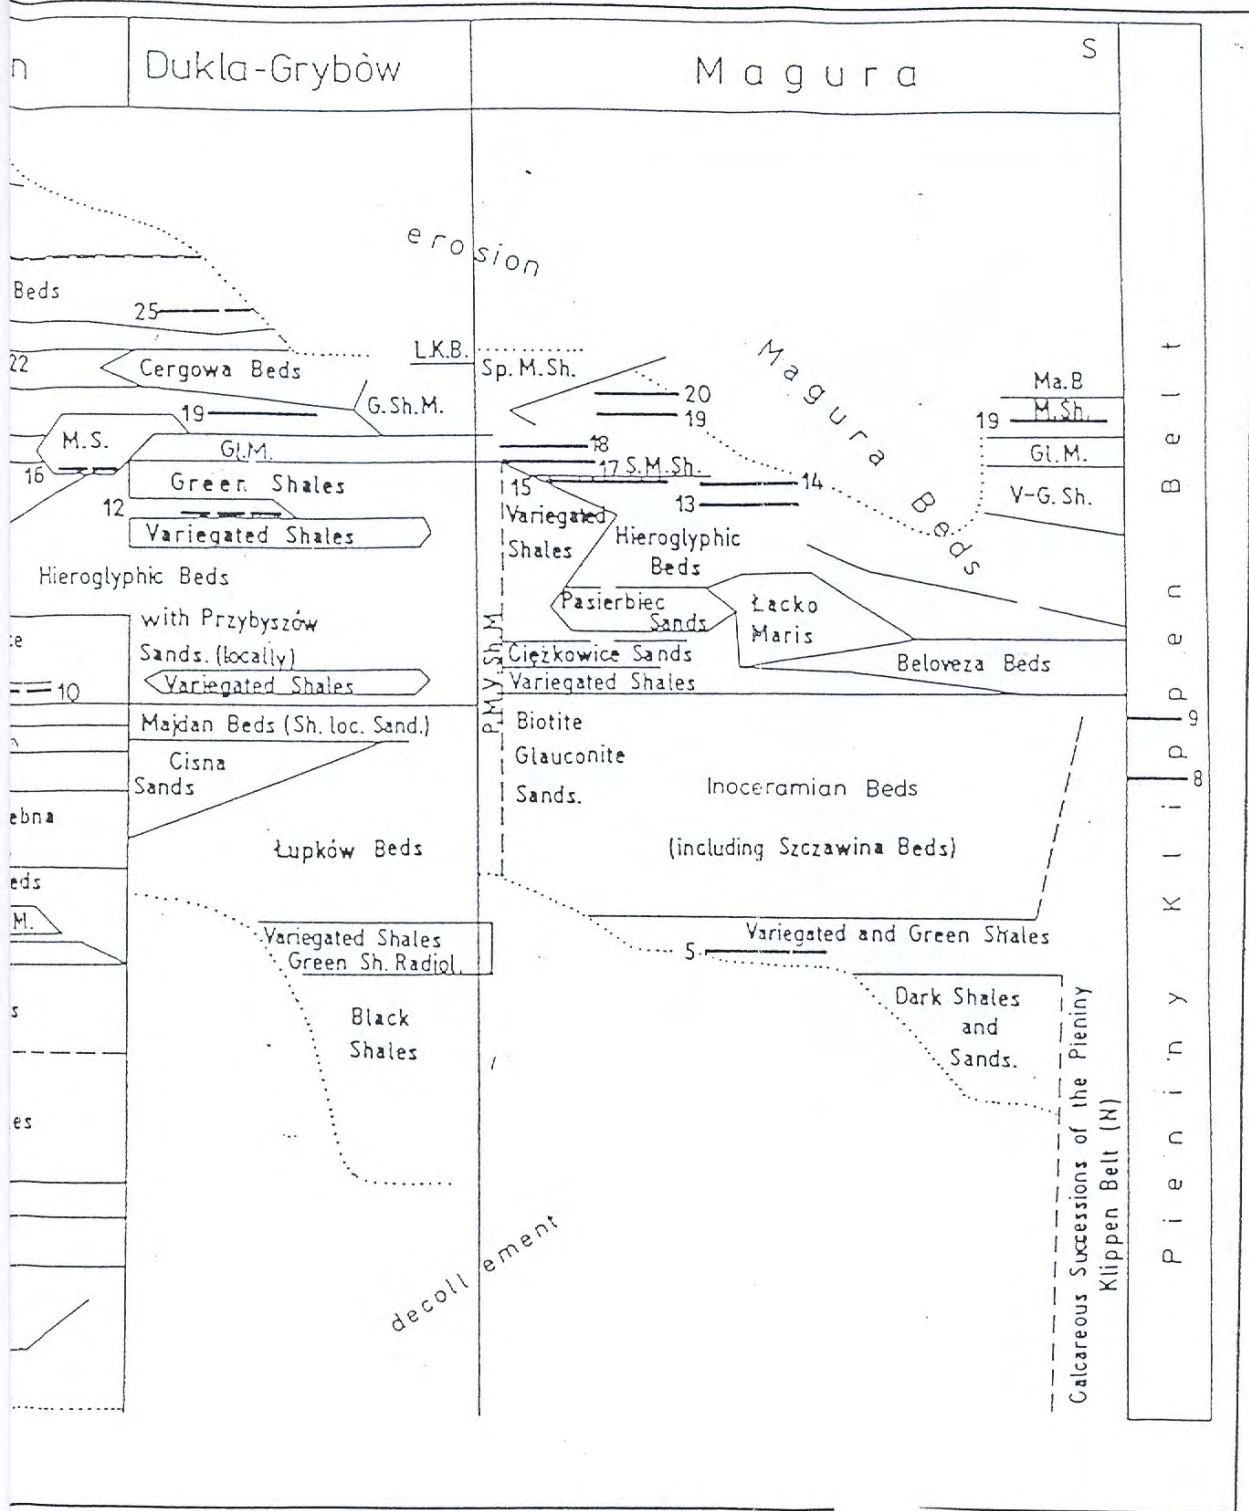 n
Dukla-Grybòw
Magura
S
erosion
Beds
25
22
Cergowa Beds
L.K.B.
Sp. M.Sh.
G.Sh.M.
19
M.S.
Gl.M.
16
Green Shales
12
Variegated Shales
Hieroglyphic Beds
with Przybyszów
Sands. (locally)
Variegated Shales
10
Majdan Beds (Sh. loc. Sand.)
Cisna
Sands
ebna
Łupków Beds
eds
M.
Variegated Shales
Green Sh. Radiol.
Black
Shales
s
es
decollement
20
19
18
17 S.M.Sh.
15
14
13
Magura Beds
Ma.B
19 M.Sh.
Gl.M.
V-G.Sh.
Variegated
Shales
Hieroglyphic
Beds
Pasierbiec
Sands
Łacko
Maris
P.M.V.Sh.M.
Ciężkowice Sands
Variegated Shales
Beloveza Beds
Biotite
Glauconite
Sands.
Inoceramian Beds
(including Szczawina Beds)
9
8
Variegated and Green Shales
5
Dark Shales
and
Sands.
Calcareous Successions of the Pieniny
Klippen Belt (N)
Pieniny Klippen Belt